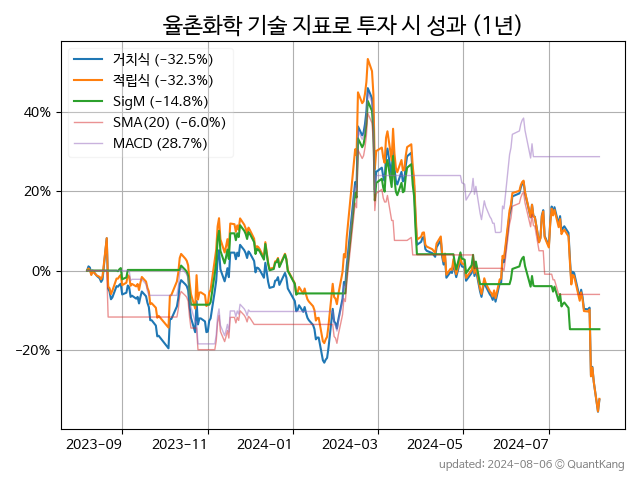 율촌화학 기술 지표로 투자 시 성과 (1년)
거치식 (-32.5%)
적립식 (-32.3%)
SigM (-14.8%)
SMA(20) (-6.0%)
MACD (28.7%)
40%
20%
0%
-20%
2023-09 2023-11 2024-01 2024-03 2024-05 2024-07
updated: 2024-08-06 © QuantKang